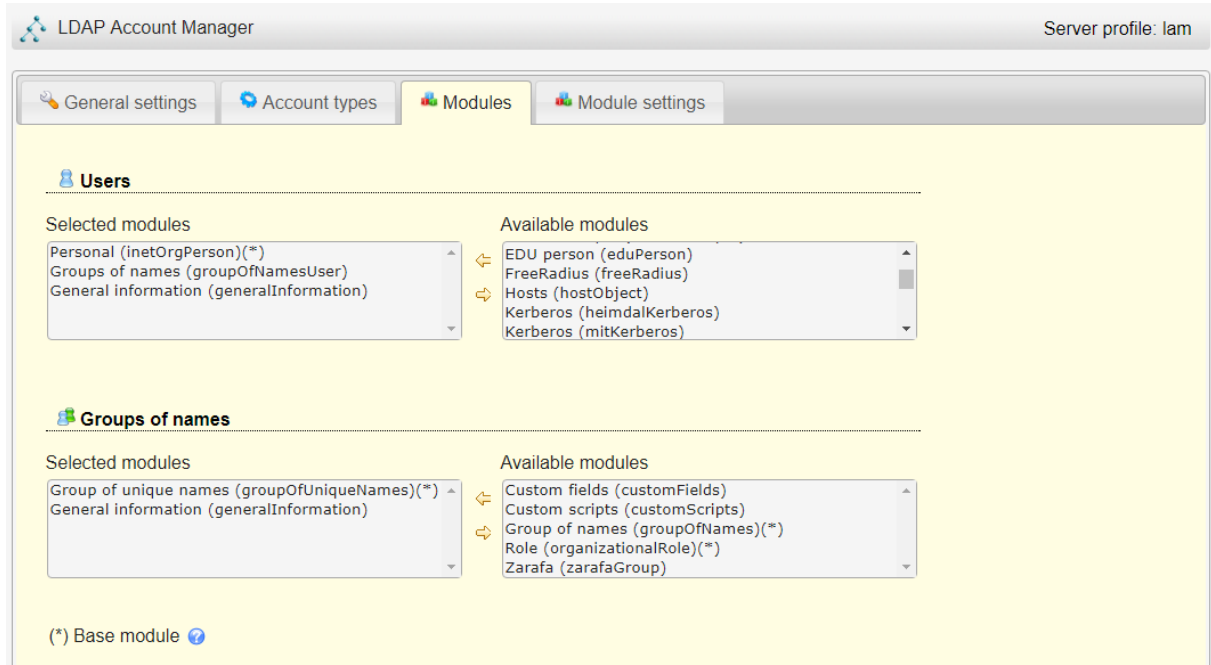 LDAP Account Manager Server profile: lam
General settings Account types Modules Module settings
Users
Selected modules Available modules
Personal (inetOrgPerson)(*)
Groups of names (groupOfNamesUser)
General information (generalInformation)
EDU person (eduPerson)
FreeRadius (freeRadius)
Hosts (hostObject)
Kerberos (heimdalKerberos)
Kerberos (mitKerberos)
Groups of names
Selected modules Available modules
Group of unique names (groupOfUniqueNames)(*)
General information (generalInformation)
Custom fields (customFields)
Custom scripts (customScripts)
Group of names (groupOfNames)(*)
Role (organizationalRole)(*)
Zarafa (zarafaGroup)
(*) Base module